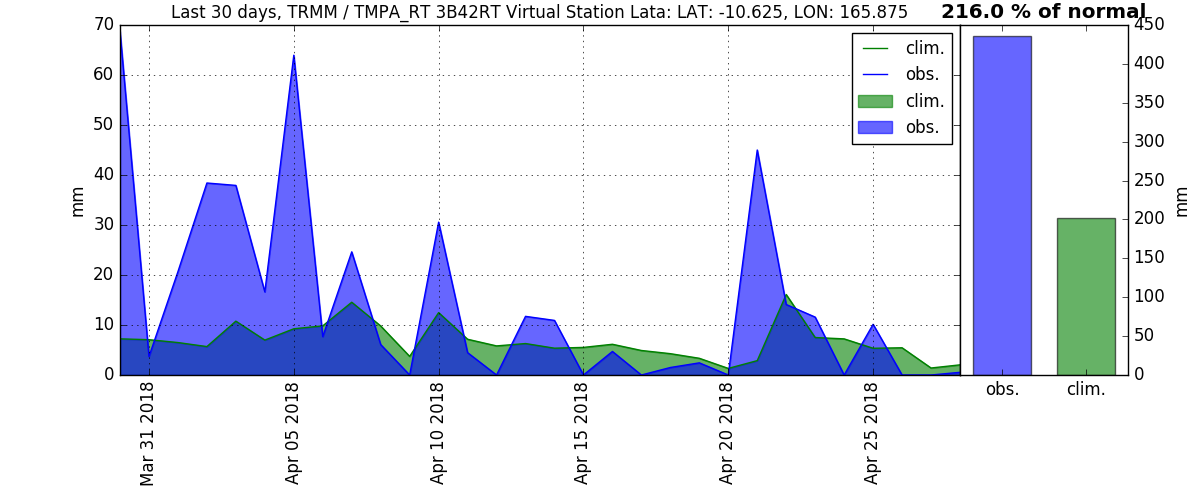 Last 30 days, TRMM / TMPA_RT 3B42RT Virtual Station Lata: LAT: -10.625, LON: 165.875
216.0 % of normal
70
60
50
40
30
20
10
0
mm
clim.
obs.
clim.
obs.
Mar 31 2018
Apr 05 2018
Apr 10 2018
Apr 15 2018
Apr 20 2018
Apr 25 2018
450
400
350
300
250
200
150
100
50
0
mm
obs.
clim.